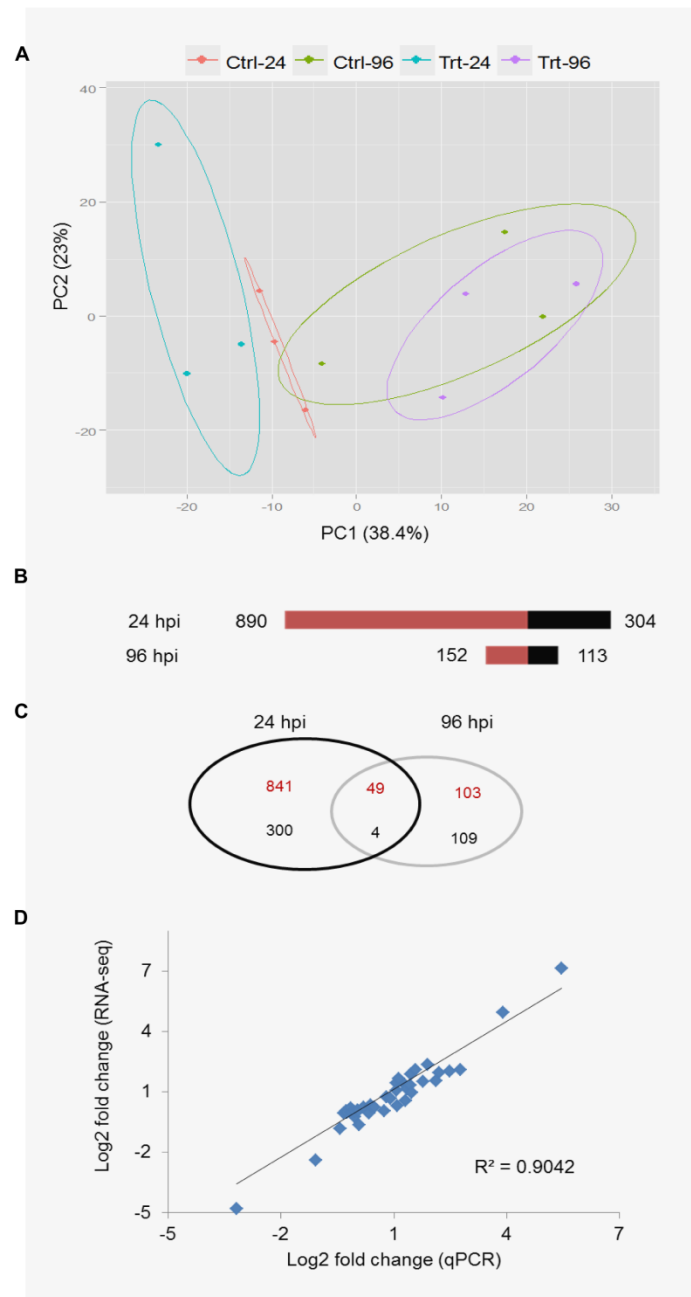 A
Ctrl-24 Ctrl-96 Trt-24 Trt-96
40
20
0
-20
PC2 (23%)
-20 -10 0 10 20 30
PC1 (38.4%)
B
24 hpi 890 304
96 hpi 152 113
C
24 hpi 96 hpi
841 49 103
300 4 109
D
Log2 fold change (RNA-seq)
7
4
1
-2
-5
R² = 0.9042
-5 -2 1 4 7
Log2 fold change (qPCR)